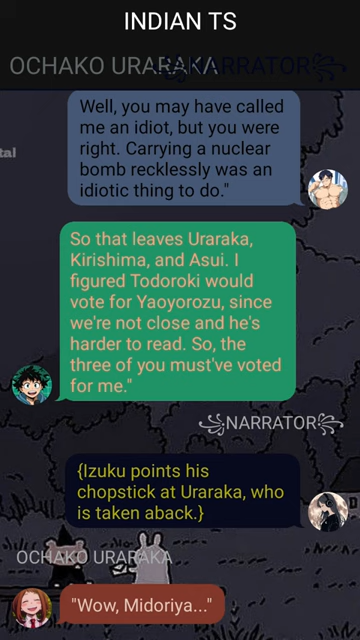 INDIAN TS
OCHAKO URARAKA
꧁NARRATOR꧂
Well, you may have called
me an idiot, but you were
right. Carrying a nuclear
bomb recklessly was an
idiotic thing to do."
tal
So that leaves Uraraka,
Kirishima, and Asui. I
figured Todoroki would
vote for Yaoyorozu, since
we're not close and he's
harder to read. So, the
three of you must've voted
for me."
꧁NARRATOR꧂
{Izuku points his
chopstick at Uraraka, who
is taken aback.}
OCHAKO URARAKA
"Wow, Midoriya..."